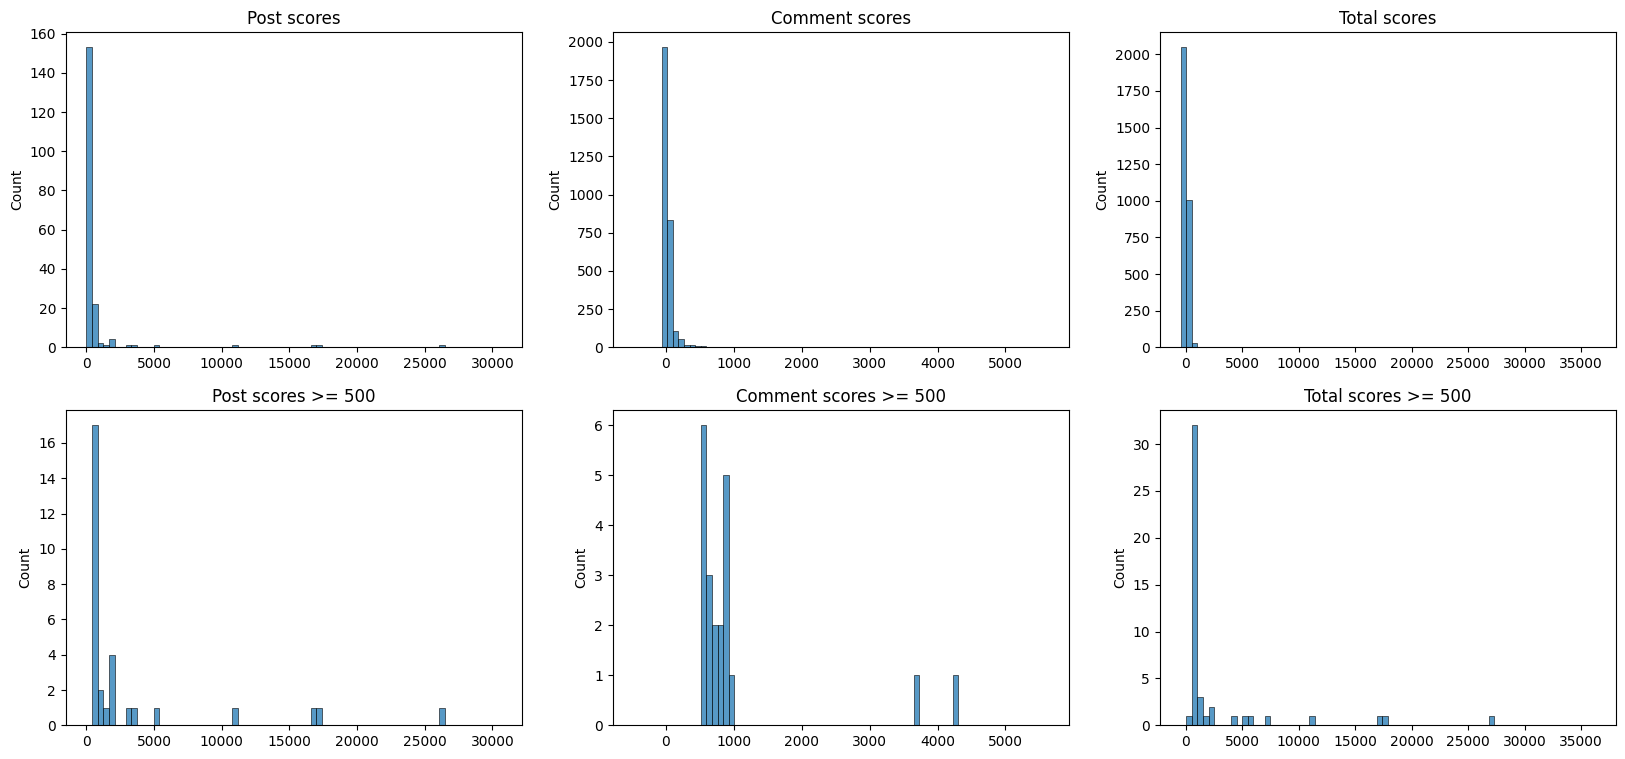 Post scores
Comment scores
Total scores
Count
160
140
120
100
80
60
40
20
0
0 5000 10000 15000 20000 25000 30000
Count
2000
1750
1500
1250
1000
750
500
250
0
0 1000 2000 3000 4000 5000
Count
2000
1750
1500
1250
1000
750
500
250
0
0 5000 10000 15000 20000 25000 30000 35000
Post scores >= 500
Comment scores >= 500
Total scores >= 500
Count
16
14
12
10
8
6
4
2
0
0 5000 10000 15000 20000 25000 30000
Count
6
5
4
3
2
1
0
0 1000 2000 3000 4000 5000
Count
30
25
20
15
10
5
0
0 5000 10000 15000 20000 25000 30000 35000